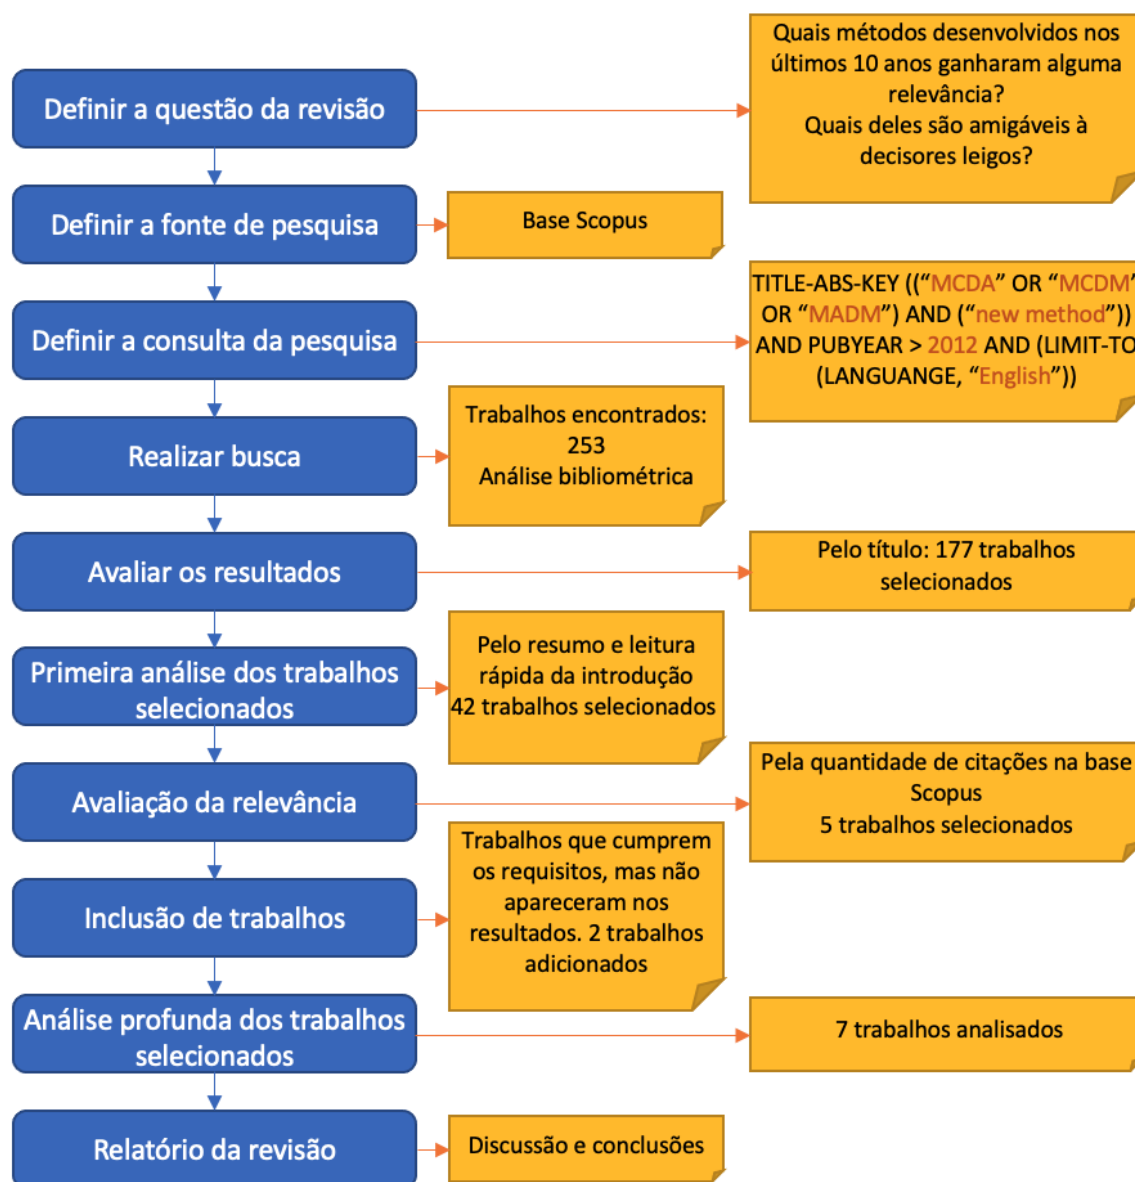 Definir a questão da revisão
Quais métodos desenvolvidos nos
últimos 10 anos ganharam alguma
relevância?
Quais deles são amigáveis à
decisores leigos?
Definir a fonte de pesquisa
Base Scopus
Definir a consulta da pesquisa
TITLE-ABS-KEY ((“MCDA” OR “MCDM”
OR “MADM”) AND (“new method”))
AND PUBYEAR > 2012 AND (LIMIT-TO
(LANGUANGE, “English”))
Realizar busca
Trabalhos encontrados:
253
Análise bibliométrica
Avaliar os resultados
Pelo título: 177 trabalhos
selecionados
Primeira análise dos trabalhos
selecionados
Pelo resumo e leitura
rápida da introdução
42 trabalhos selecionados
Avaliação da relevância
Pela quantidade de citações na base
Scopus
5 trabalhos selecionados
Inclusão de trabalhos
Trabalhos que cumprem
os requisitos, mas não
apareceram nos
resultados. 2 trabalhos
adicionados
Análise profunda dos trabalhos
selecionados
7 trabalhos analisados
Relatório da revisão
Discussão e conclusões